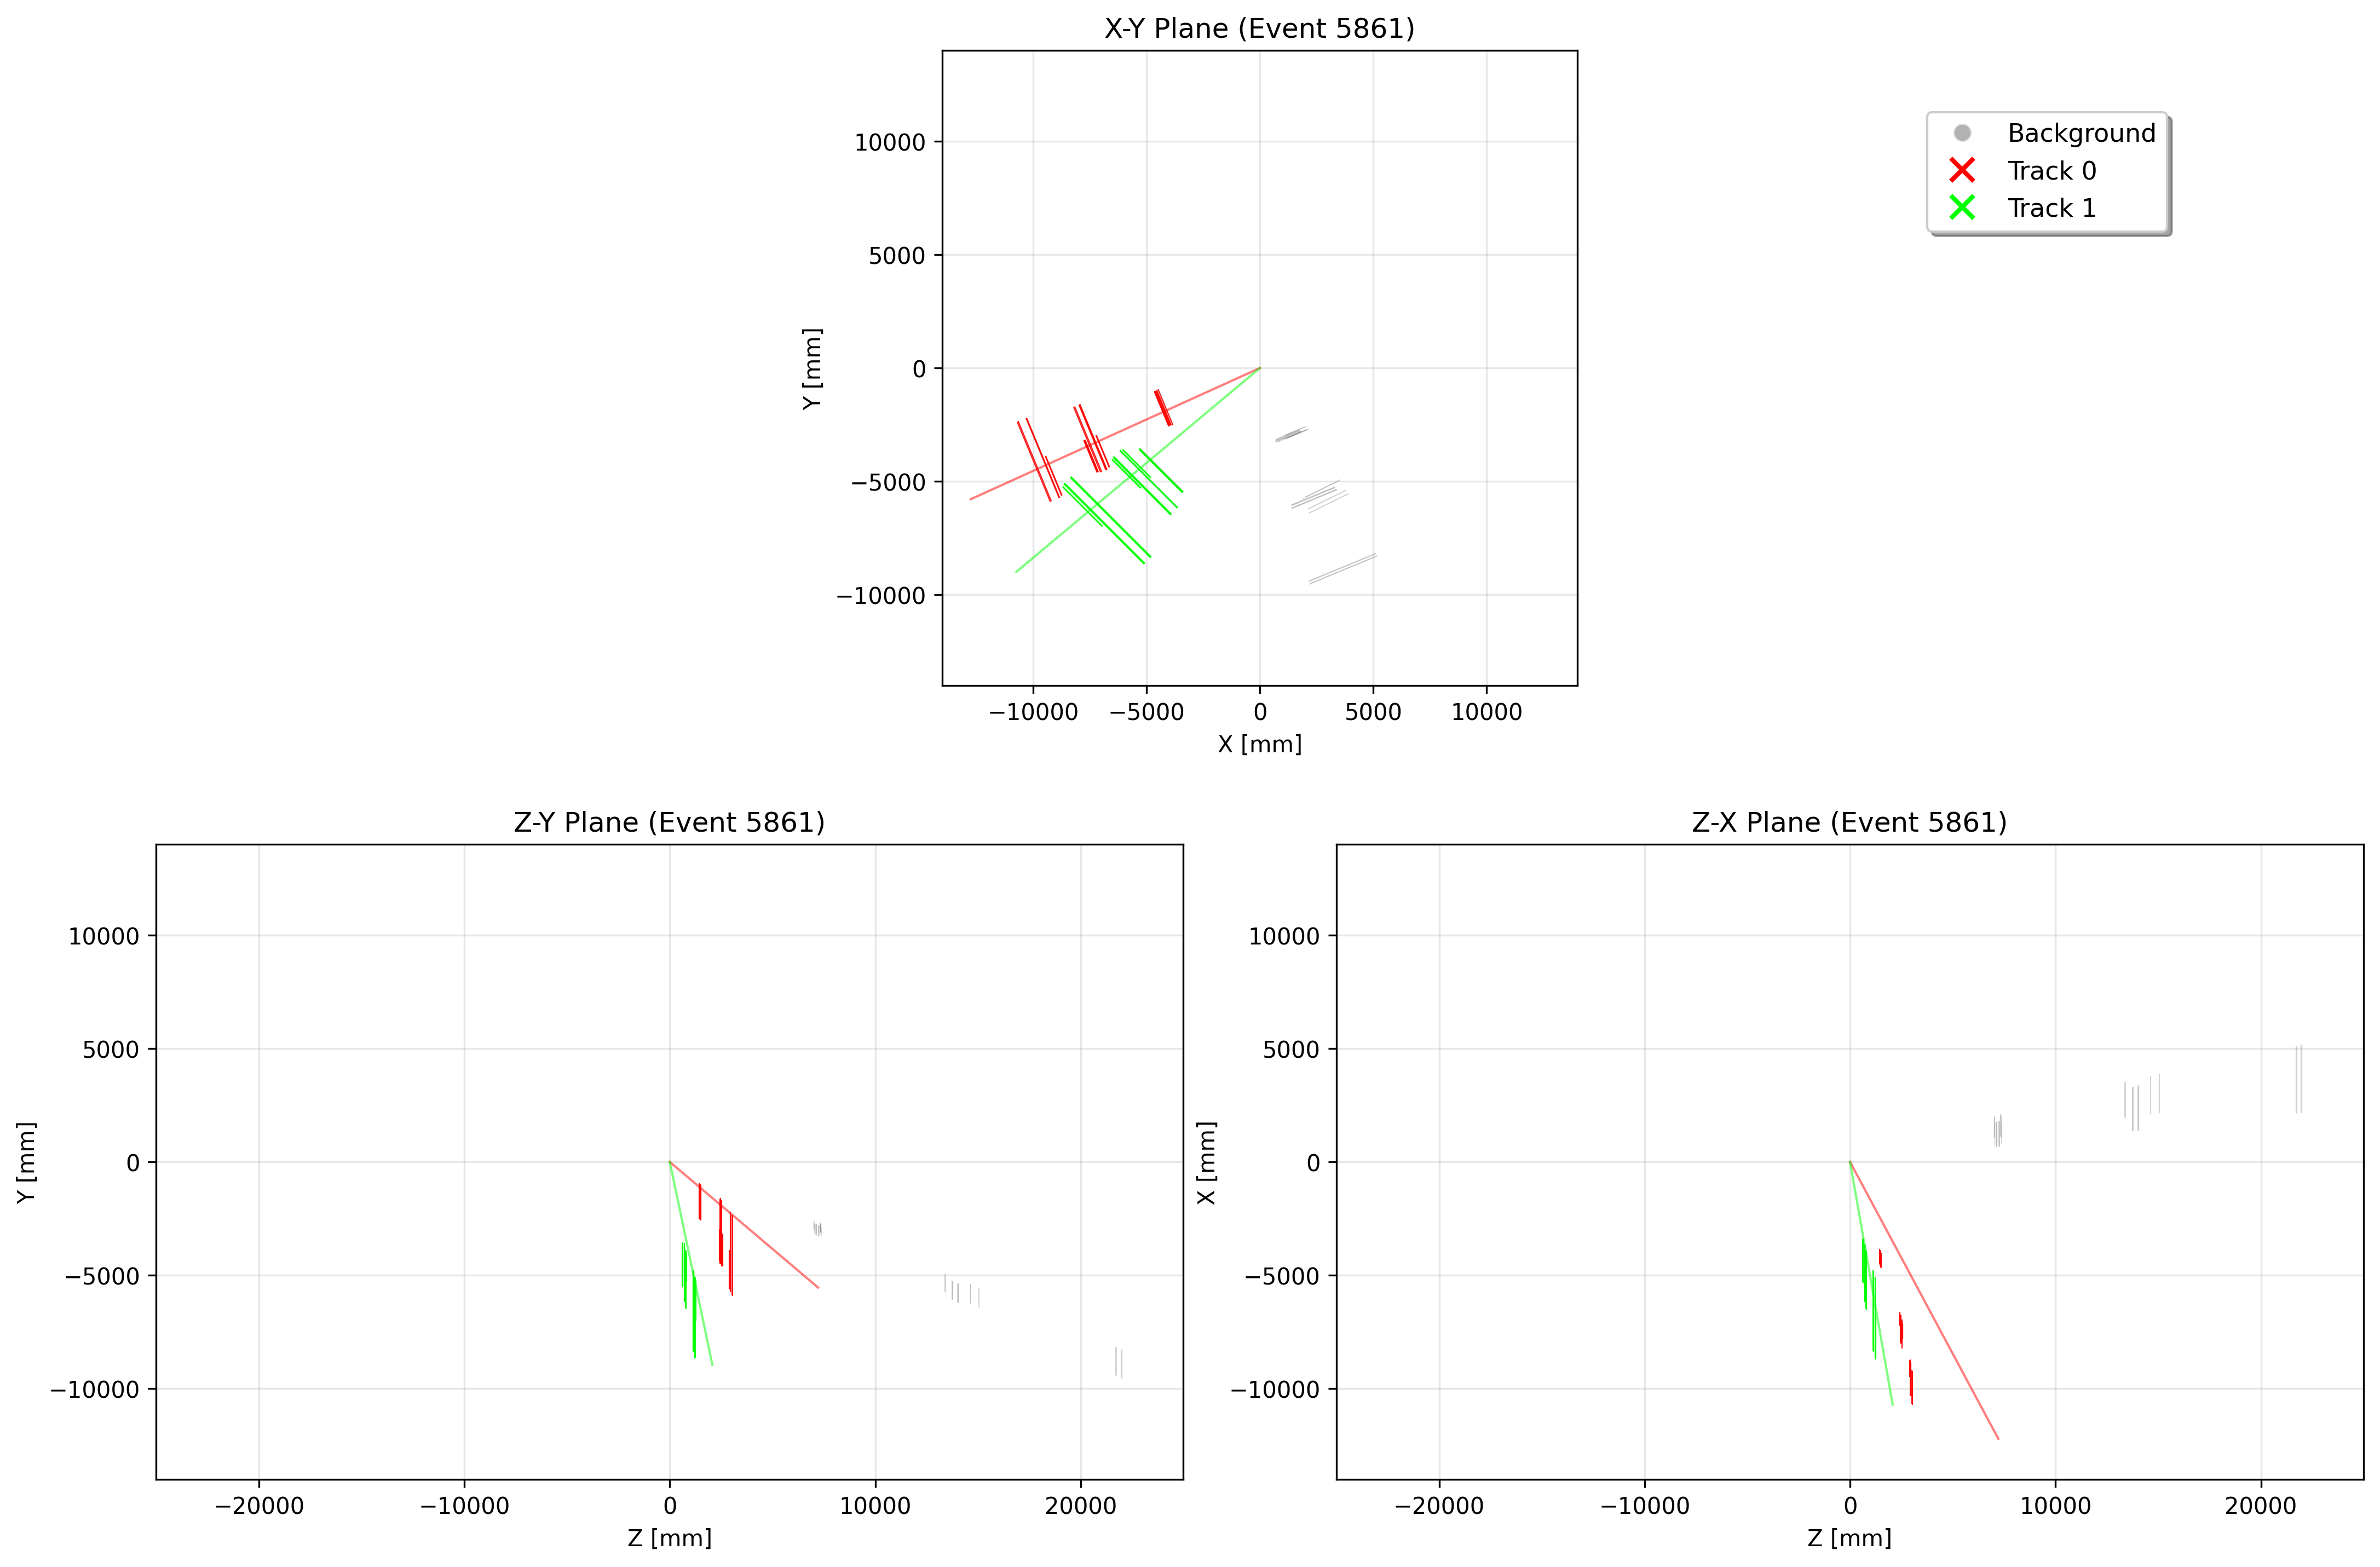 X-Y Plane (Event 5861)
Y [mm]
10000
5000
0
−5000
−10000
−10000 −5000 0 5000 10000
X [mm]
Background
Track 0
Track 1
Z-Y Plane (Event 5861)
Y [mm]
10000
5000
0
−5000
−10000
−20000 −10000 0 10000 20000
Z [mm]
Z-X Plane (Event 5861)
X [mm]
10000
5000
0
−5000
−10000
−20000 −10000 0 10000 20000
Z [mm]